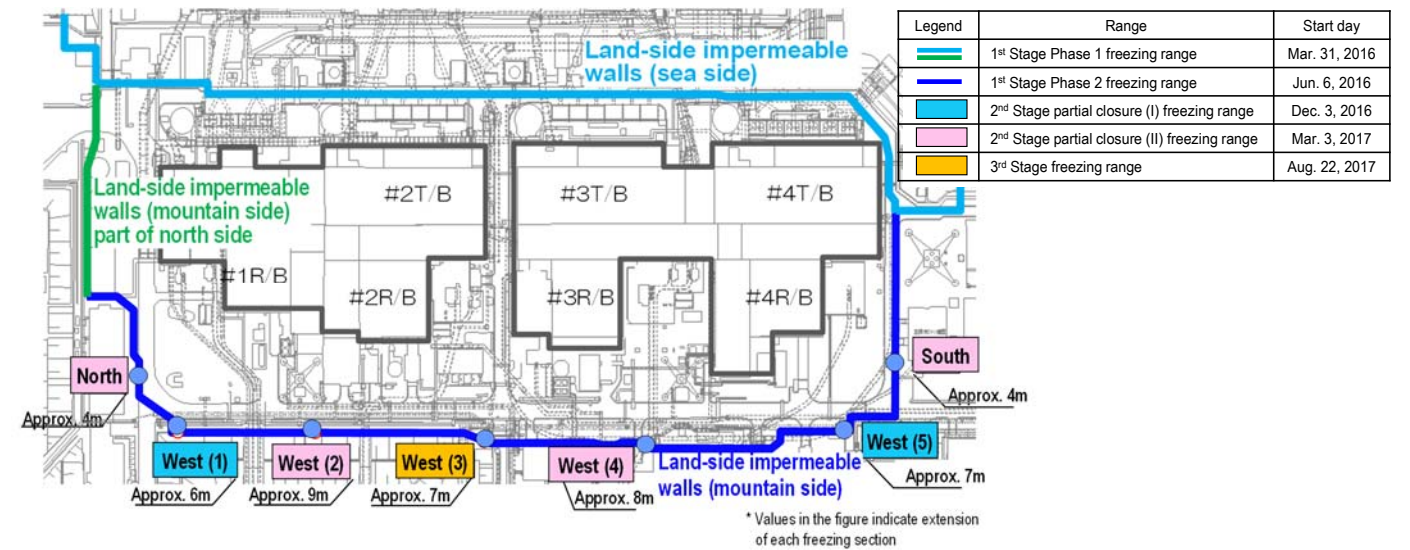 Land-side impermeable
walls (sea side)
Legend Range Start day
1st Stage Phase 1 freezing range Mar. 31, 2016
1st Stage Phase 2 freezing range Jun. 6, 2016
2nd Stage partial closure (I) freezing range Dec. 3, 2016
2nd Stage partial closure (II) freezing range Mar. 3, 2017
3rd Stage freezing range Aug. 22, 2017
Land-side impermeable
walls (mountain side)
part of north side
#2T/B
#3T/B
#4T/B
#1R/B
#2R/B
#3R/B
#4R/B
North
Approx. 4m
South
Approx. 4m
West (1)
Approx. 6m
West (2)
Approx. 9m
West (3)
Approx. 7m
West (4)
Approx. 8m
West (5)
Approx. 7m
Land-side impermeable
walls (mountain side)
* Values in the figure indicate extension
of each freezing section